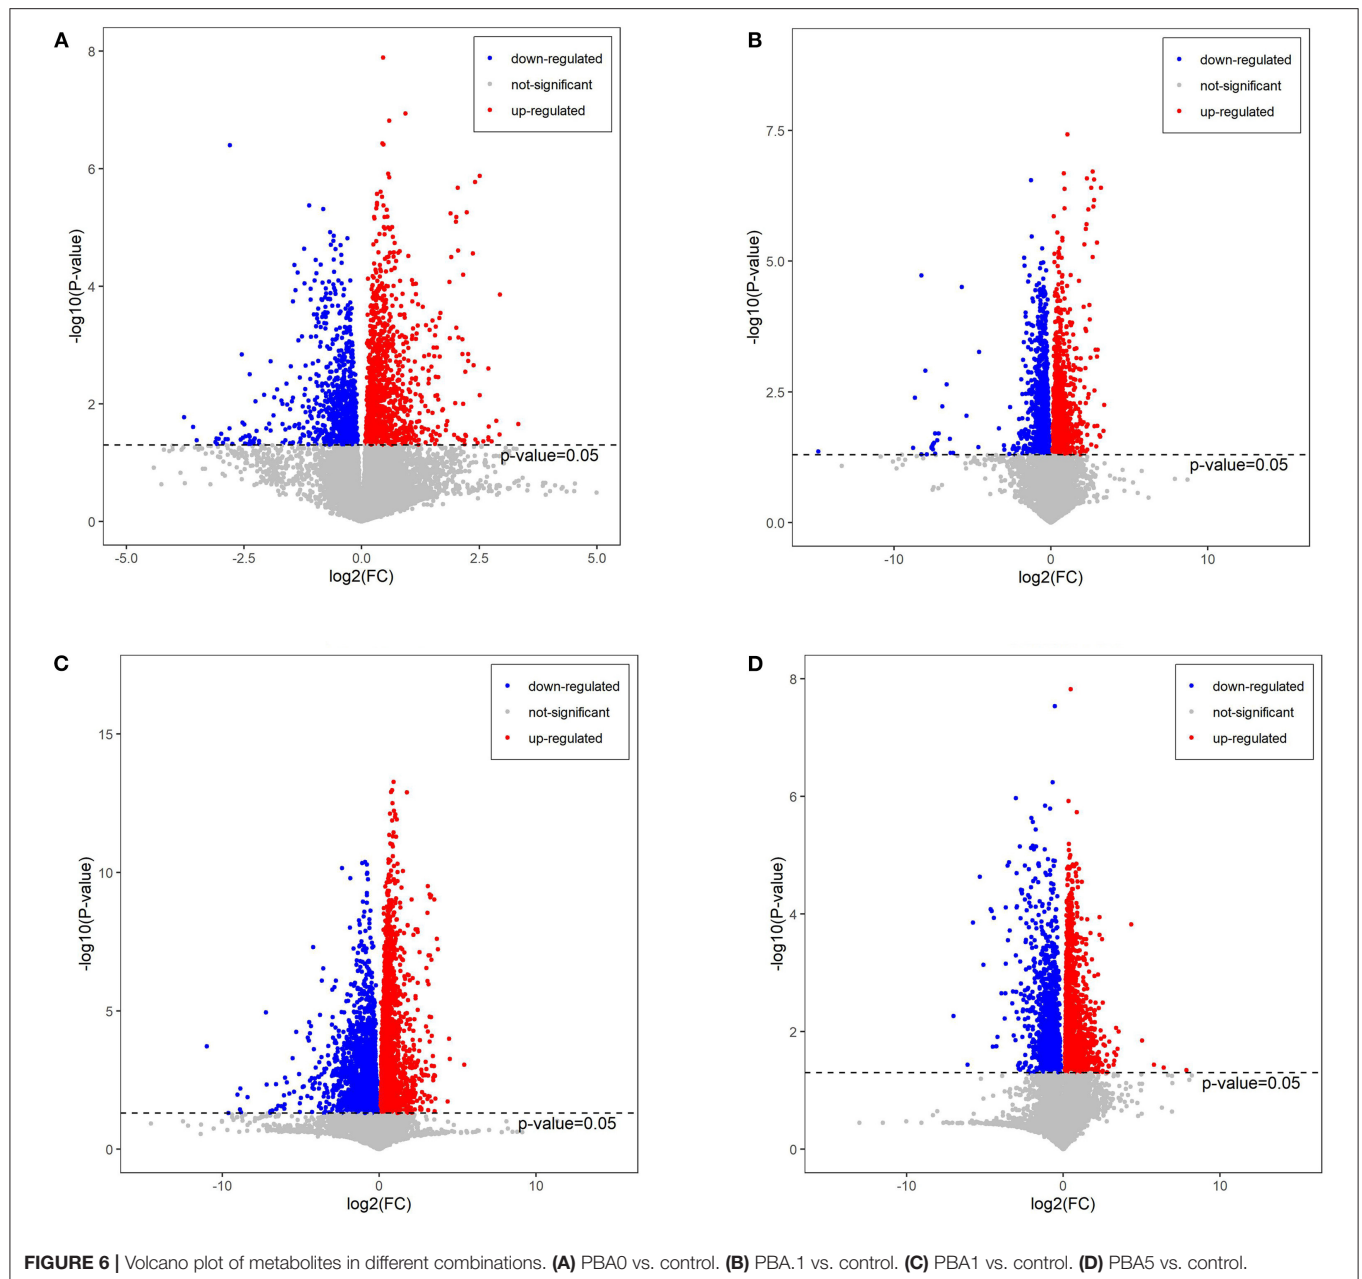 A
down-regulated
not-significant
up-regulated
8
6
4
2
0
-log10(P-value)
p-value=0.05
-5.0
-2.5
0.0
2.5
5.0
log2(FC)
B
down-regulated
not-significant
up-regulated
7.5
5.0
2.5
0.0
-log10(P-value)
p-value=0.05
-10
0
10
log2(FC)
C
down-regulated
not-significant
up-regulated
15
10
5
0
-log10(P-value)
p-value=0.05
-10
0
10
log2(FC)
D
down-regulated
not-significant
up-regulated
8
6
4
2
0
-log10(P-value)
p-value=0.05
-10
0
10
log2(FC)
FIGURE 6 | Volcano plot of metabolites in different combinations. (A) PBA0 vs. control. (B) PBA.1 vs. control. (C) PBA1 vs. control. (D) PBA5 vs. control.